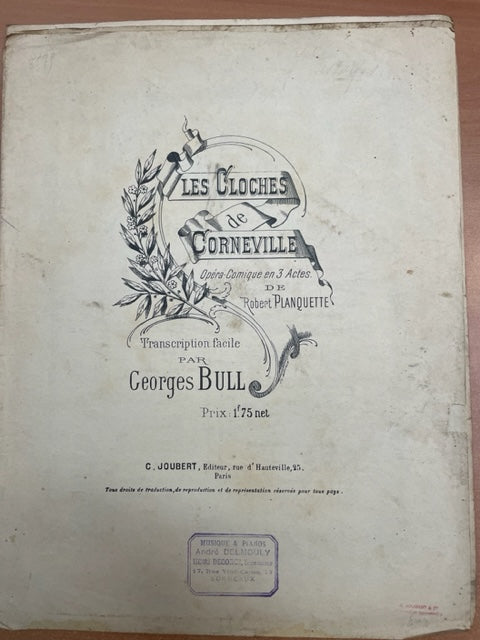 LES CLOCHES
de
CORNEVILLE
Opéra-Comique en 3 Actes.
DE
Robert PLANQUETTE
Transcription facile
PAR
Georges BULL
Prix: 1f.75 net
C. JOUBERT, Editeur, rue d'Hauteville, 25.
Paris
Tous droits de traduction, de reproduction et de représentation réservés pour tous pays.
MUSIQUE & PIANOS
André DELMOULY
BORDEAUX